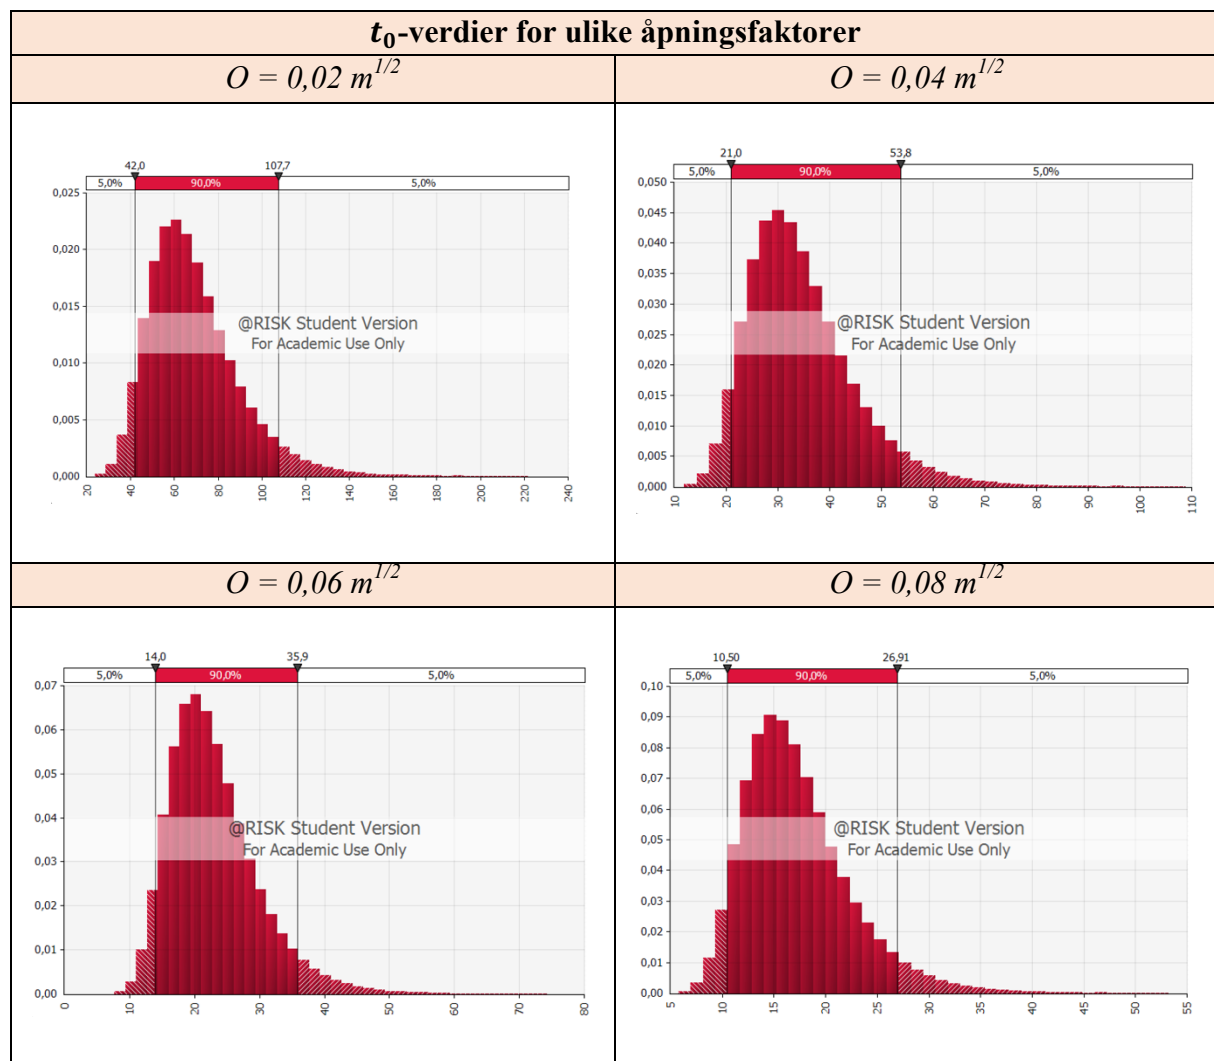 t₀-verdier for ulike åpningsfaktorer
O = 0,02 m^1/2
O = 0,04 m^1/2
42,0 107,7
5,0% 90,0% 5,0%
0,025
0,020
0,015
0,010
0,005
0,000
20 40 60 80 100 120 140 160 180 200 220 240
@RISK Student Version
For Academic Use Only
21,0 53,8
5,0% 90,0% 5,0%
0,050
0,045
0,040
0,035
0,030
0,025
0,020
0,015
0,010
0,005
0,000
10 20 30 40 50 60 70 80 90 100 110
@RISK Student Version
For Academic Use Only
O = 0,06 m^1/2
O = 0,08 m^1/2
14,0 35,9
5,0% 90,0% 5,0%
0,07
0,06
0,05
0,04
0,03
0,02
0,01
0,00
0 10 20 30 40 50 60 70 80
@RISK Student Version
For Academic Use Only
10,50 26,91
5,0% 90,0% 5,0%
0,10
0,09
0,08
0,07
0,06
0,05
0,04
0,03
0,02
0,01
0,00
5 10 15 20 25 30 35 40 45 50 55
@RISK Student Version
For Academic Use Only